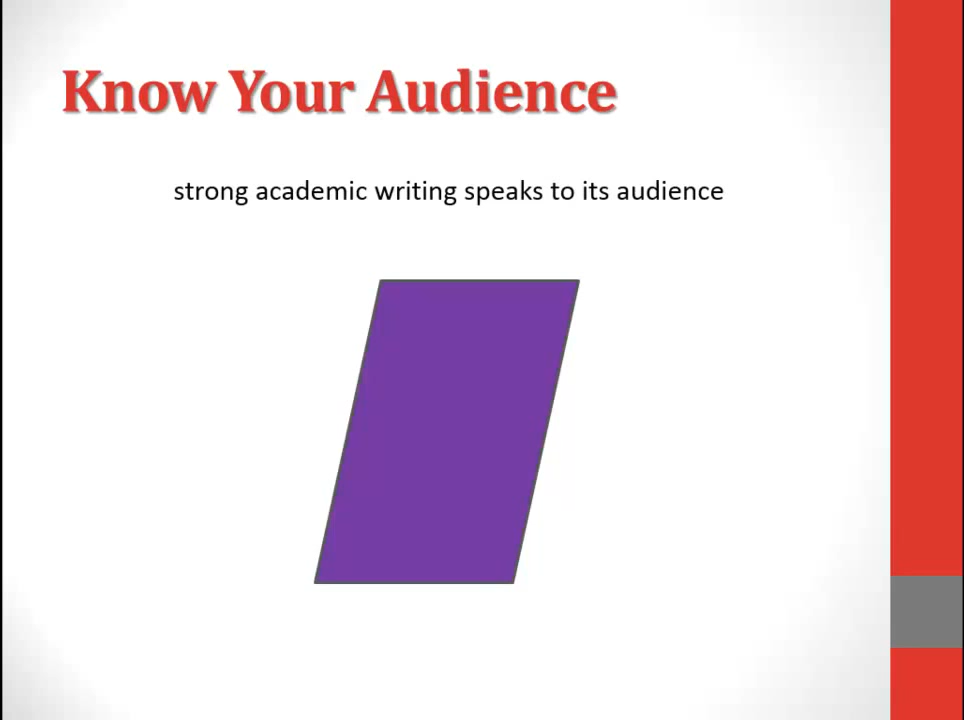 Know Your Audience
strong academic writing speaks to its audience